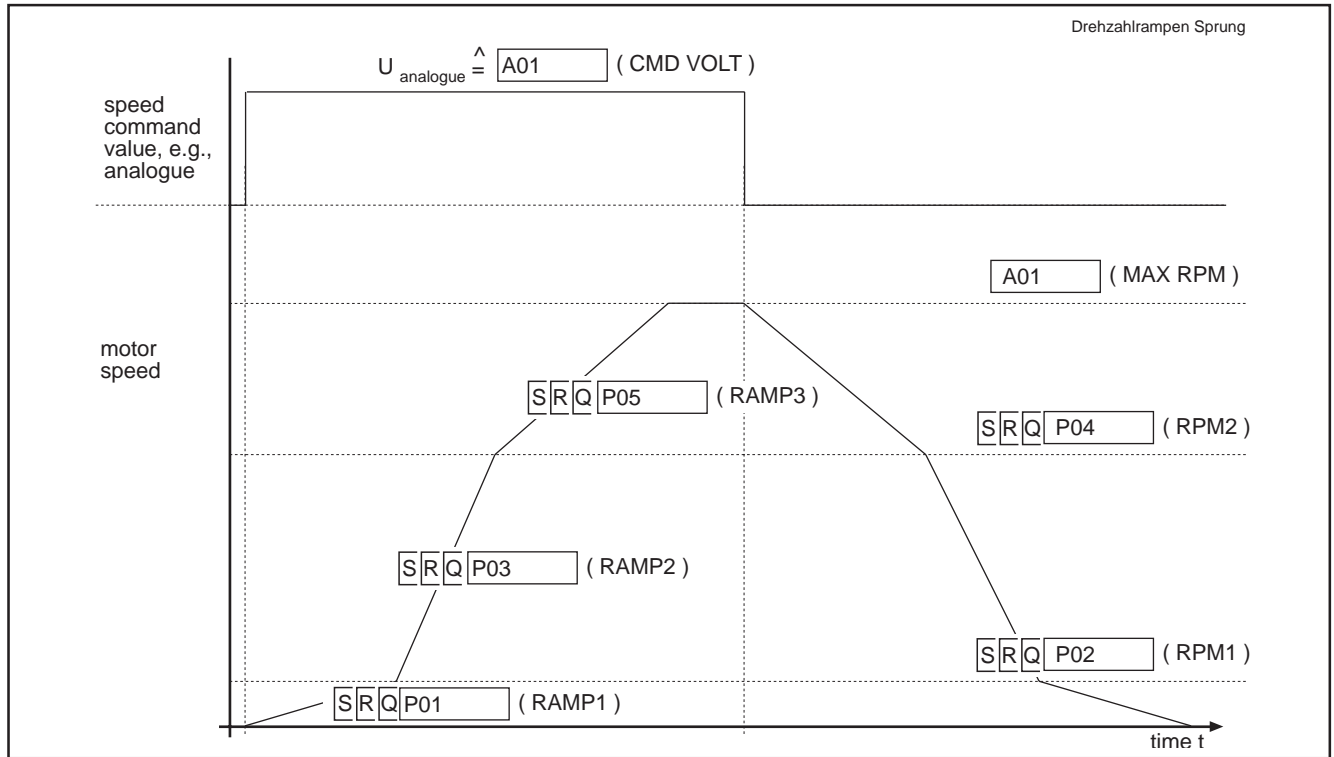 Drehzahlrampen Sprung
U analogue ≙ A01 ( CMD VOLT )
speed
command
value, e.g.,
analogue
A01 ( MAX RPM )
motor
speed
S R Q P05 ( RAMP3 )
S R Q P04 ( RPM2 )
S R Q P03 ( RAMP2 )
S R Q P02 ( RPM1 )
S R Q P01 ( RAMP1 )
time t